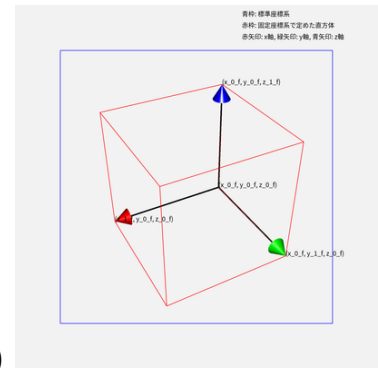 青枠: 標準座標系
赤枠: 固定座標系で定めた直方体
赤矢印: x軸, 緑矢印: y軸, 青矢印: z軸
(x_0_f, y_0_f, z_1_f)
(x_0_f, y_0_f, z_0_f)
, y_0_f, z_0_f)
(x_0_f, y_1_f, z_0_f)
)